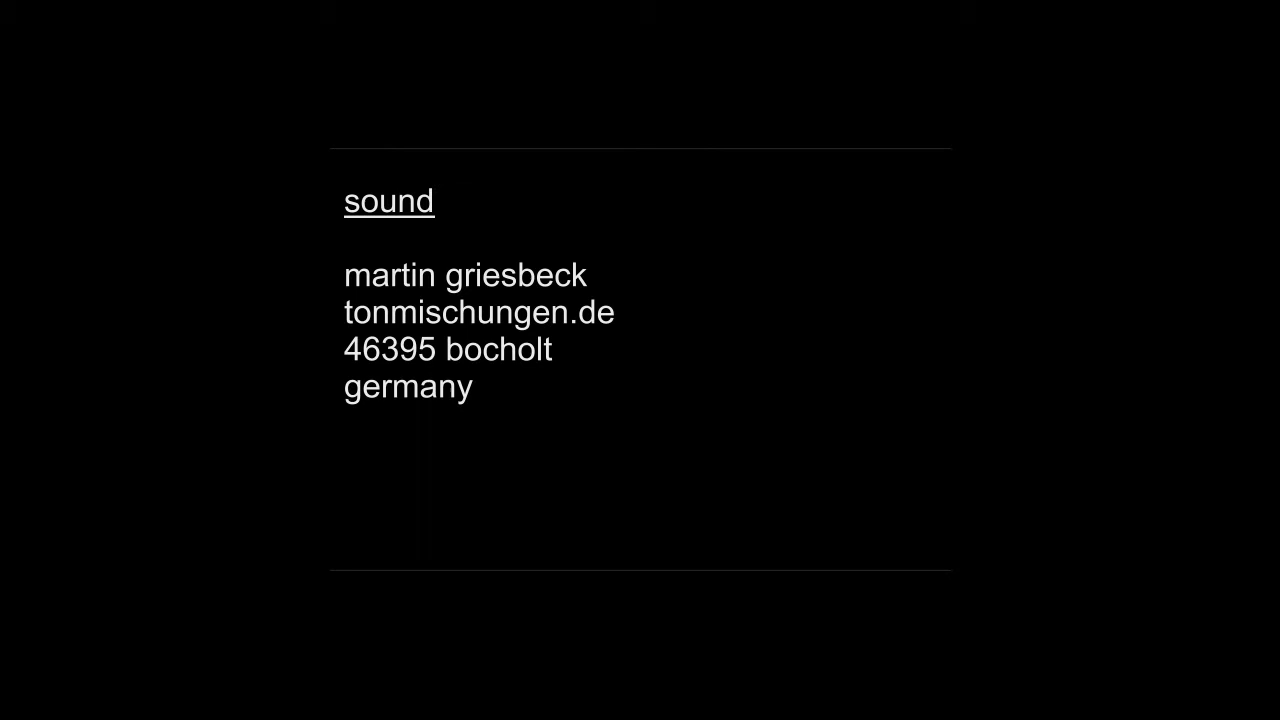 sound
martin griesbeck
tonmischungen.de
46395 bocholt
germany